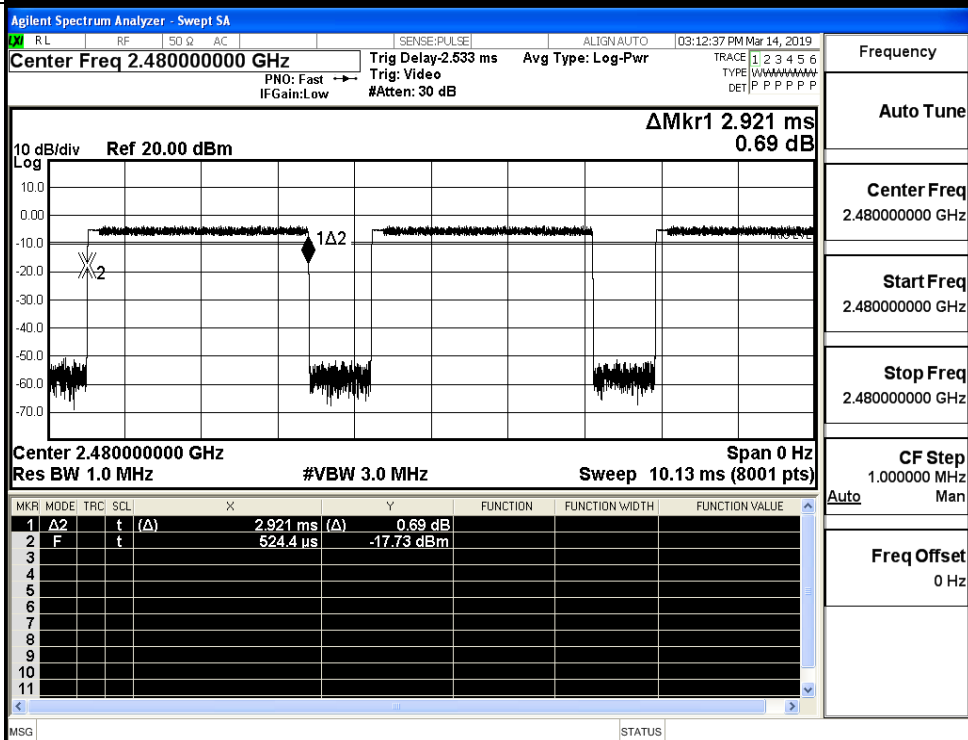 Agilent Spectrum Analyzer - Swept SA
LXI RL RF 50 Ω AC SENSE:PULSE ALIGN AUTO 03:12:37 PM Mar 14, 2019
Center Freq 2.480000000 GHz
PNO: Fast
IFGain:Low
Trig Delay-2.533 ms
Trig: Video
#Atten: 30 dB
Avg Type: Log-Pwr
TRACE 1 2 3 4 5 6
TYPE WWWWWW
DET P P P P P P
ΔMkr1 2.921 ms
0.69 dB
10 dB/div Ref 20.00 dBm
Log
10.0
0.00
-10.0
-20.0
-30.0
-40.0
-50.0
-60.0
-70.0
1Δ2
2
Center 2.480000000 GHz Span 0 Hz
Res BW 1.0 MHz #VBW 3.0 MHz Sweep 10.13 ms (8001 pts)
MKR MODE TRC SCL X Y FUNCTION FUNCTION WIDTH FUNCTION VALUE
1 Δ2 t (Δ) 2.921 ms (Δ) 0.69 dB
2 F t 524.4 µs -17.73 dBm
3
4
5
6
7
8
9
10
11
MSG STATUS
Frequency
Auto Tune
Center Freq
2.480000000 GHz
Start Freq
2.480000000 GHz
Stop Freq
2.480000000 GHz
CF Step
1.000000 MHz
Auto Man
Freq Offset
0 Hz